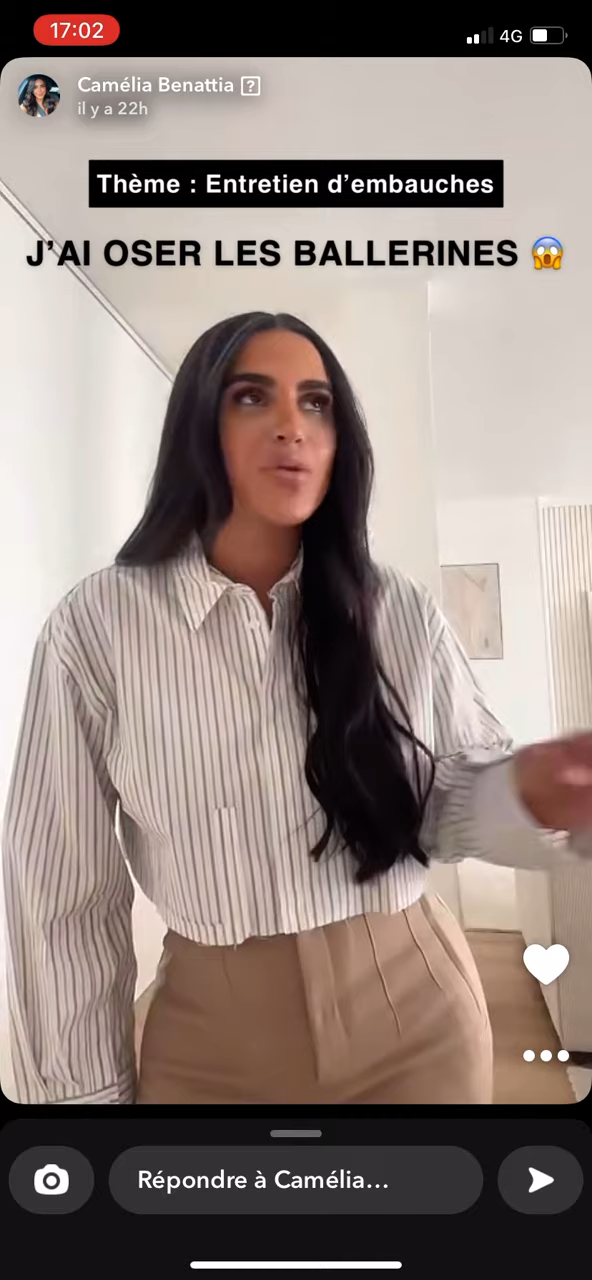 17:02
4G
Camélia Benattia ?
il y a 22h
Thème : Entretien d'embauches
J'AI OSER LES BALLERINES 😱
Répondre à Camélia...